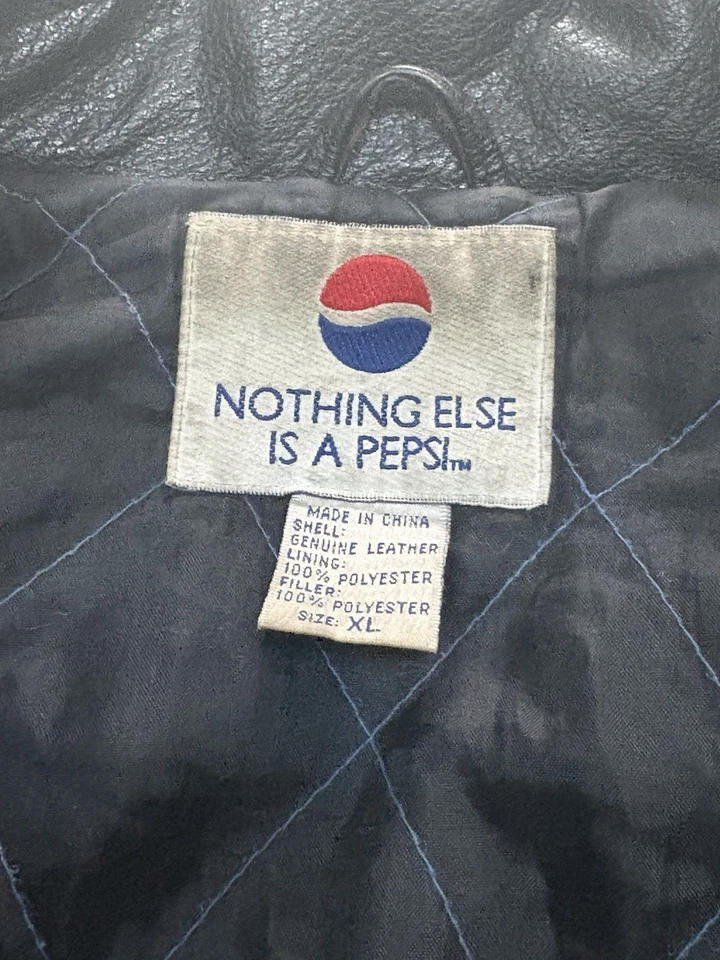 NOTHING ELSE
IS A PEPSI™
MADE IN CHINA
SHELL:
GENUINE LEATHER
LINING:
100% POLYESTER
FILLER:
100% POLYESTER
SIZE: XL